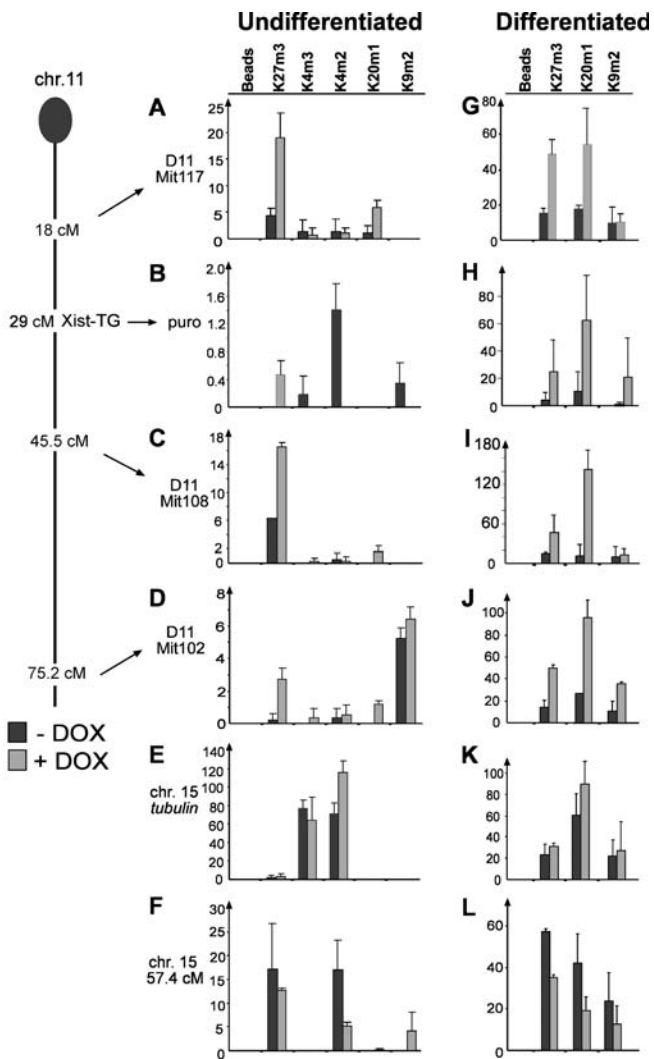 Undifferentiated Differentiated
Beads K27m3 K4m3 K4m2 K20m1 K9m2 Beads K27m3 K20m1 K9m2
chr.11
A
25
20
15
10
5
0
D11
Mit117
18 cM
G
80
60
40
20
0
B
2.0
1.6
1.2
0.8
0.4
0
29 cM Xist-TG puro
H
80
60
40
20
0
C
18
14
10
6
2
0
45.5 cM
D11
Mit108
I
180
120
60
0
D
8
6
4
2
0
D11
Mit102
75.2 cM
J
100
80
60
40
20
0
- DOX
+ DOX
E
140
120
100
80
60
40
20
0
chr. 15
tubulin
K
100
80
60
40
20
0
F
30
25
20
15
10
5
0
chr. 15
57.4 cM
L
60
40
20
0